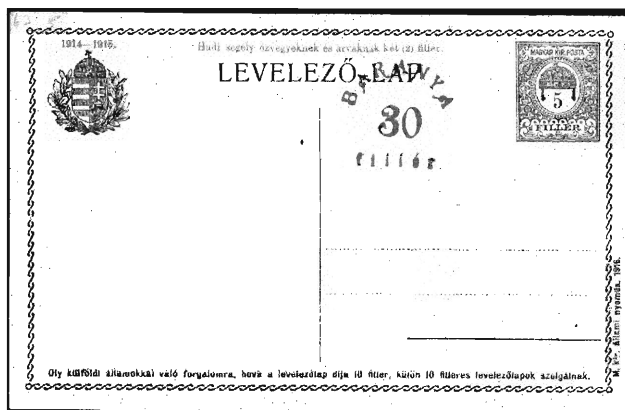 1914–1915.
Hadi segély özvegyeknek és árváknak két (2) fillér.
LEVELEZŐ-LAP
MAGYAR KIR. POSTA
5
FILLÉR
BARANYA
30
fillér
Oly külföldi államokkal való forgalomra, hová a levelezőlap díja 10 fillér, külön 10 filléres levelezőlapok szolgálnak.
M. kir. állami nyomda. 1916.